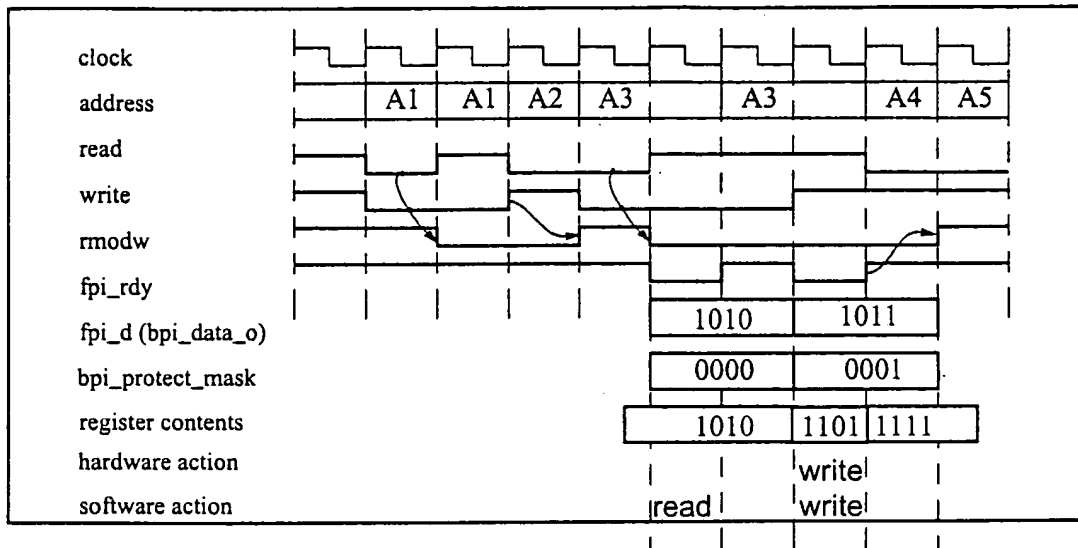 clock
address A1 A1 A2 A3 A3 A4 A5
read
write
rmodw
fpi_rdy
fpi_d (bpi_data_o) 1010 1011
bpi_protect_mask 0000 0001
register contents 1010 1101 1111
hardware action write
software action read write